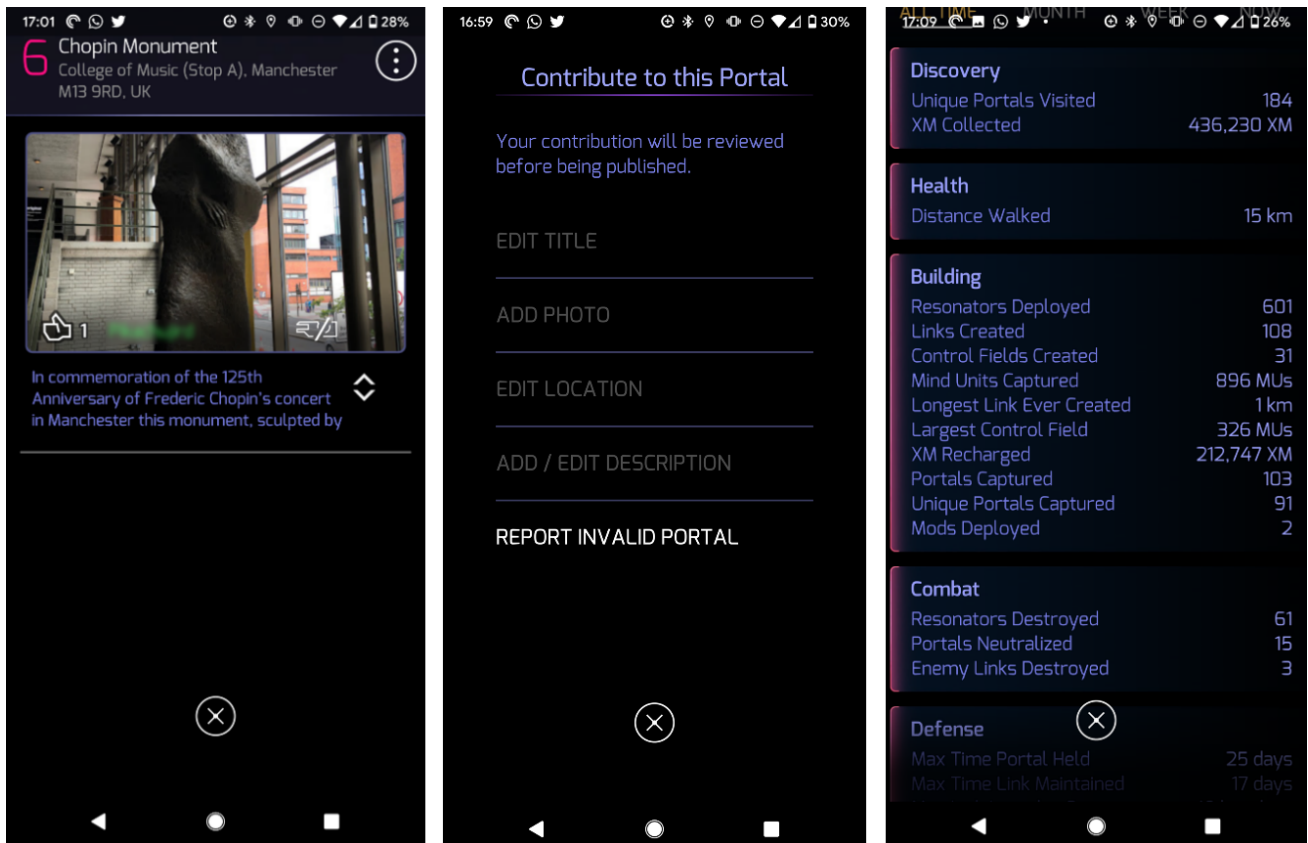 17:01
28%
6
Chopin Monument
College of Music (Stop A), Manchester
M13 9RD, UK
1
In commemoration of the 125th
Anniversary of Frederic Chopin's concert
in Manchester this monument, sculpted by
16:59
30%
Contribute to this Portal
Your contribution will be reviewed
before being published.
EDIT TITLE
ADD PHOTO
EDIT LOCATION
ADD / EDIT DESCRIPTION
REPORT INVALID PORTAL
ALL TIME MONTH WEEK NOW
17:09
26%
Discovery
Unique Portals Visited 184
XM Collected 436,230 XM
Health
Distance Walked 15 km
Building
Resonators Deployed 601
Links Created 108
Control Fields Created 31
Mind Units Captured 896 MUs
Longest Link Ever Created 1 km
Largest Control Field 326 MUs
XM Recharged 212,747 XM
Portals Captured 103
Unique Portals Captured 91
Mods Deployed 2
Combat
Resonators Destroyed 61
Portals Neutralized 15
Enemy Links Destroyed 3
Defense
Max Time Portal Held 25 days
Max Time Link Maintained 17 days